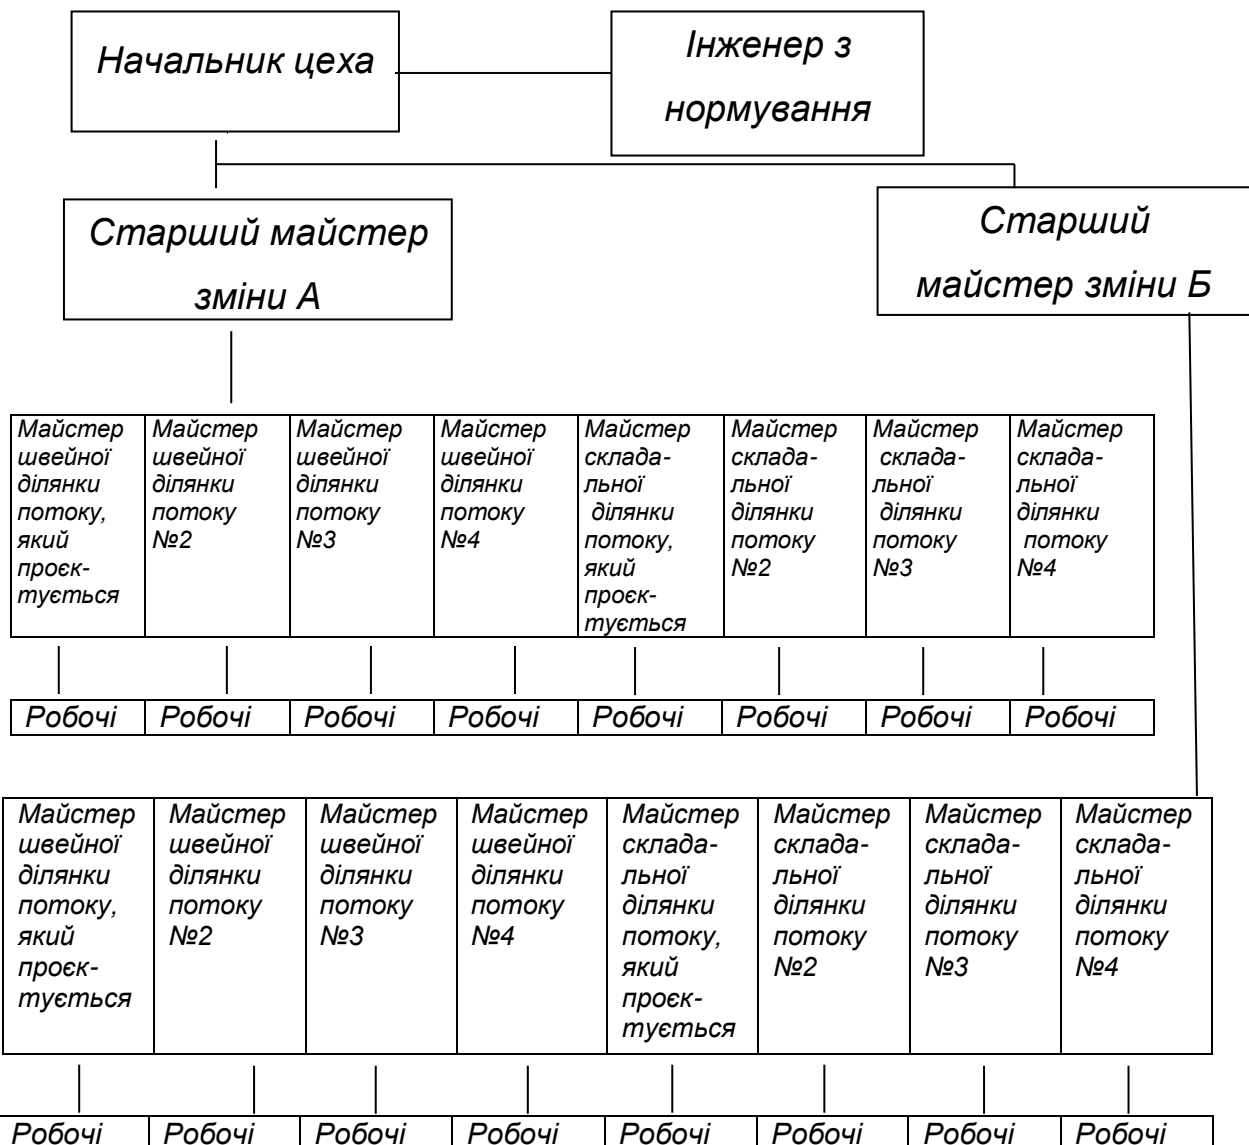 Начальник цеха
Інженер з
нормування
Старший майстер
зміни А
Старший
майстер зміни Б
Майстер
швейної
ділянки
потоку,
який
проєк-
тується
Майстер
швейної
ділянки
потоку
№2
Майстер
швейної
ділянки
потоку
№3
Майстер
швейної
ділянки
потоку
№4
Майстер
склада-
льної
ділянки
потоку,
який
проєк-
тується
Майстер
склада-
льної
ділянки
потоку
№2
Майстер
склада-
льної
ділянки
потоку
№3
Майстер
склада-
льної
ділянки
потоку
№4
Робочі
Робочі
Робочі
Робочі
Робочі
Робочі
Робочі
Робочі
Майстер
швейної
ділянки
потоку,
який
проєк-
тується
Майстер
швейної
ділянки
потоку
№2
Майстер
швейної
ділянки
потоку
№3
Майстер
швейної
ділянки
потоку
№4
Майстер
склада-
льної
ділянки
потоку,
який
проєк-
тується
Майстер
склада-
льної
ділянки
потоку
№2
Майстер
склада-
льної
ділянки
потоку
№3
Майстер
склада-
льної
ділянки
потоку
№4
Робочі
Робочі
Робочі
Робочі
Робочі
Робочі
Робочі
Робочі